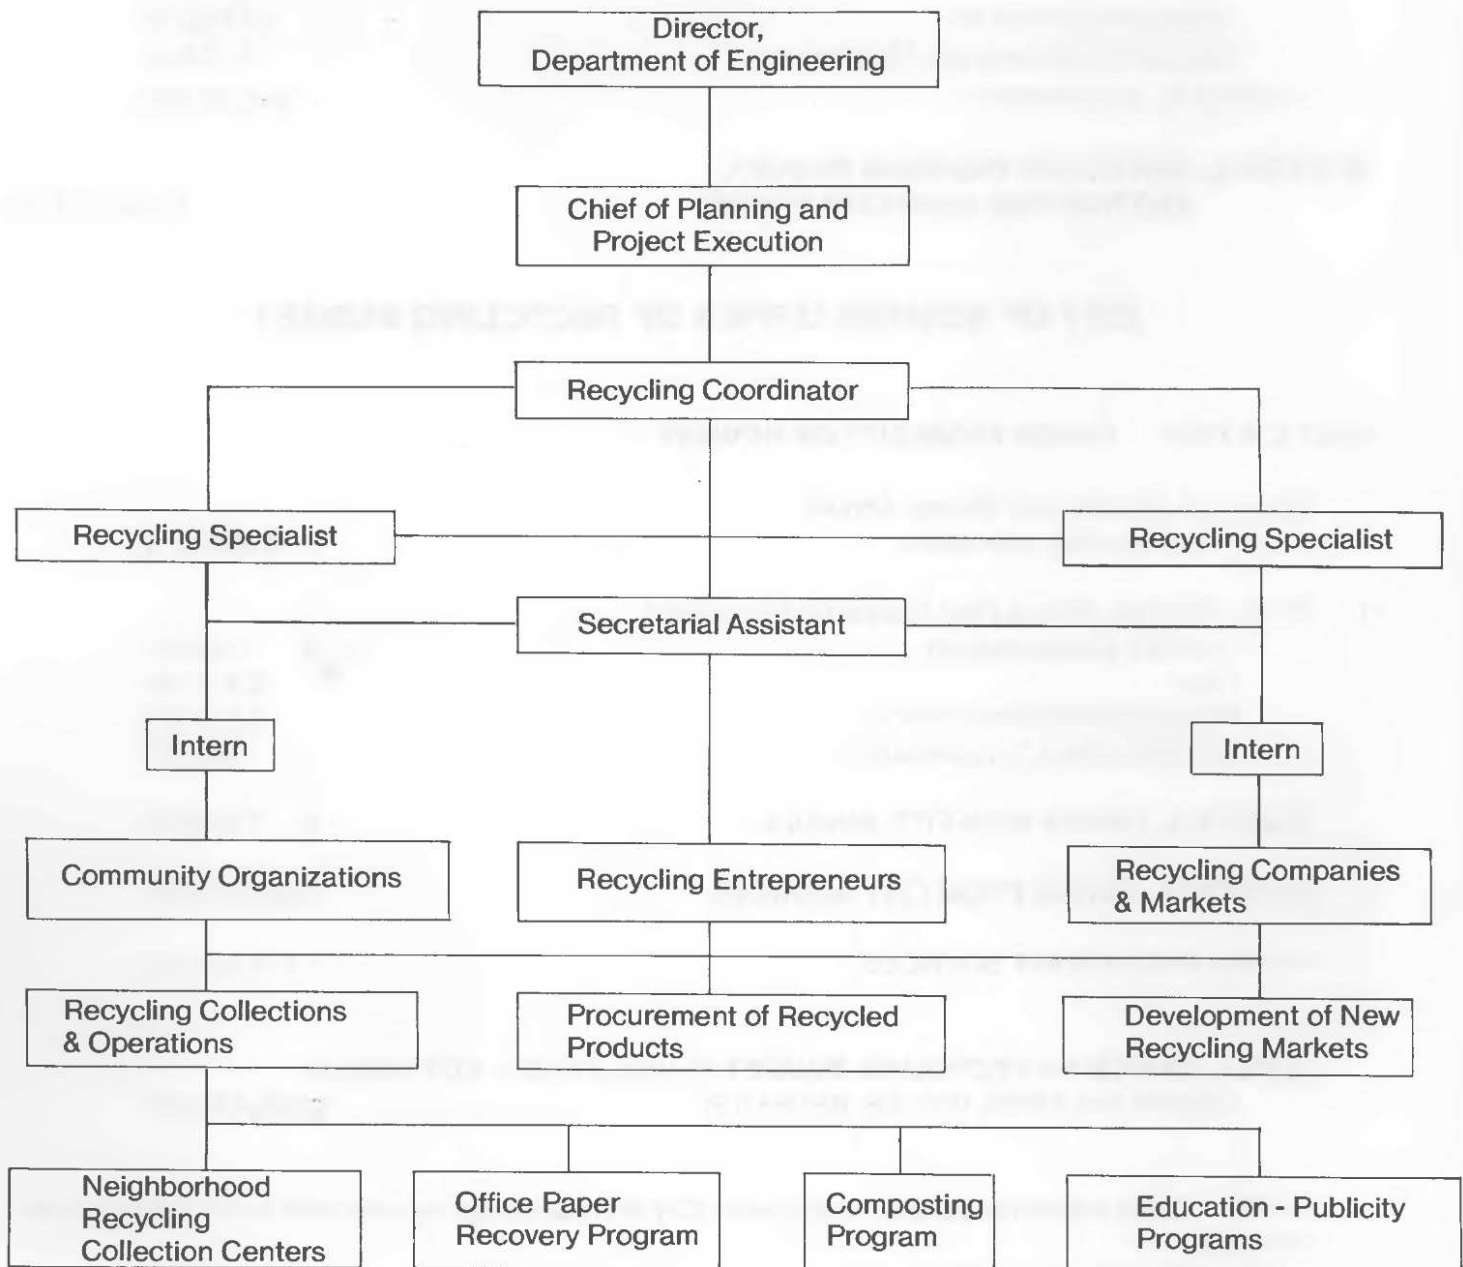 Director,
Department of Engineering
Chief of Planning and
Project Execution
Recycling Coordinator
Recycling Specialist
Recycling Specialist
Secretarial Assistant
Intern
Intern
Community Organizations
Recycling Entrepreneurs
Recycling Companies
& Markets
Recycling Collections
& Operations
Procurement of Recycled
Products
Development of New
Recycling Markets
Neighborhood
Recycling
Collection Centers
Office Paper
Recovery Program
Composting
Program
Education - Publicity
Programs